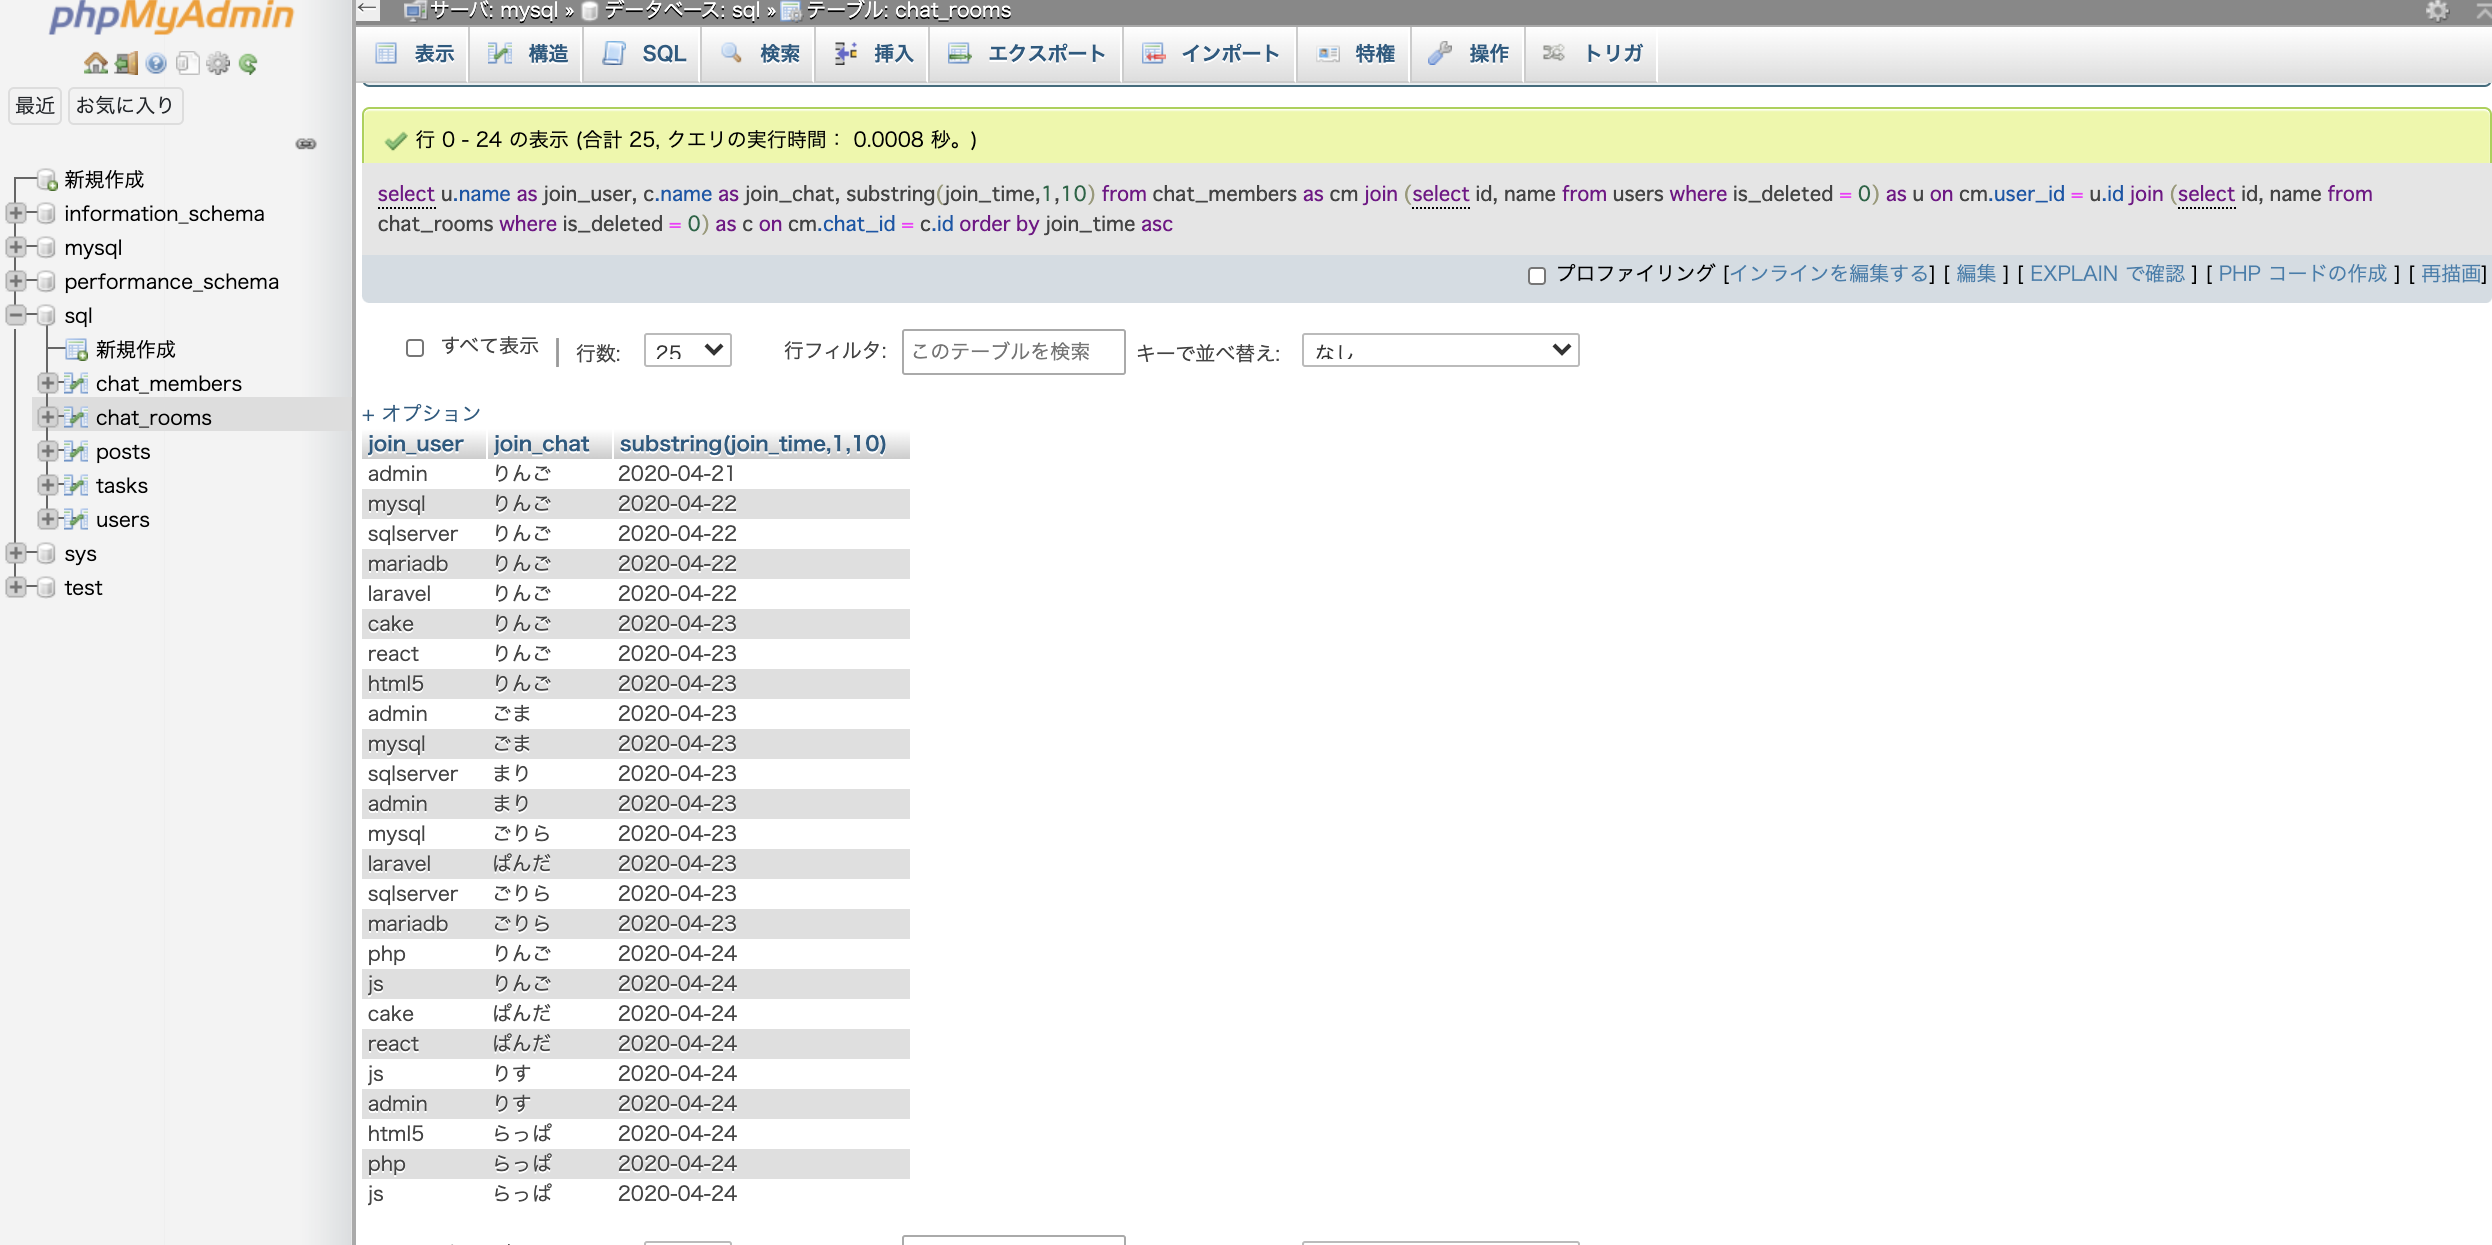 phpMyAdmin
最近 お気に入り
新規作成
information_schema
mysql
performance_schema
sql
新規作成
chat_members
chat_rooms
posts
tasks
users
sys
test
サーバ: mysql » データベース: sql » テーブル: chat_rooms
表示 構造 SQL 検索 挿入 エクスポート インポート 特権 操作 トリガ
行 0 - 24 の表示 (合計 25, クエリの実行時間： 0.0008 秒。)
select u.name as join_user, c.name as join_chat, substring(join_time,1,10) from chat_members as cm join (select id, name from users where is_deleted = 0) as u on cm.user_id = u.id join (select id, name from
chat_rooms where is_deleted = 0) as c on cm.chat_id = c.id order by join_time asc
プロファイリング [インラインを編集する] [ 編集 ] [ EXPLAIN で確認 ] [ PHP コードの作成 ] [ 再描画]
すべて表示 | 行数: 25 行フィルタ: このテーブルを検索 キーで並べ替え: なし
+ オプション
join_user join_chat substring(join_time,1,10)
admin りんご 2020-04-21
mysql りんご 2020-04-22
sqlserver りんご 2020-04-22
mariadb りんご 2020-04-22
laravel りんご 2020-04-22
cake りんご 2020-04-23
react りんご 2020-04-23
html5 りんご 2020-04-23
admin ごま 2020-04-23
mysql ごま 2020-04-23
sqlserver まり 2020-04-23
admin まり 2020-04-23
mysql ごりら 2020-04-23
laravel ぱんだ 2020-04-23
sqlserver ごりら 2020-04-23
mariadb ごりら 2020-04-23
php りんご 2020-04-24
js りんご 2020-04-24
cake ぱんだ 2020-04-24
react ぱんだ 2020-04-24
js りす 2020-04-24
admin りす 2020-04-24
html5 らっぱ 2020-04-24
php らっぱ 2020-04-24
js らっぱ 2020-04-24